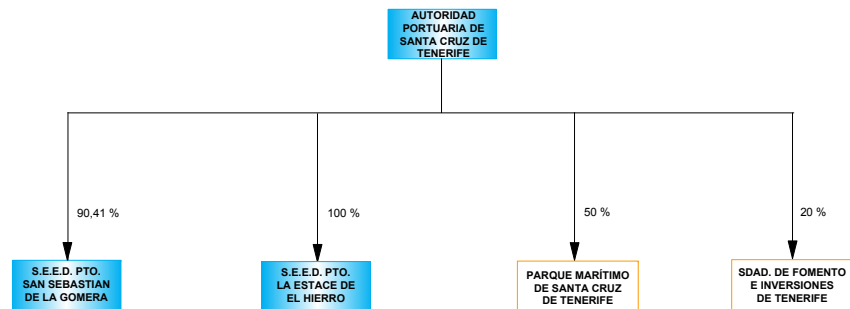 AUTORIDAD
PORTUARIA DE
SANTA CRUZ DE
TENERIFE
90,41 %
100 %
50 %
20 %
S.E.E.D. PTO.
SAN SEBASTIAN
DE LA GOMERA
S.E.E.D. PTO.
LA ESTACE DE
EL HIERRO
PARQUE MARÍTIMO
DE SANTA CRUZ
DE TENERIFE
SDAD. DE FOMENTO
E INVERSIONES
DE TENERIFE